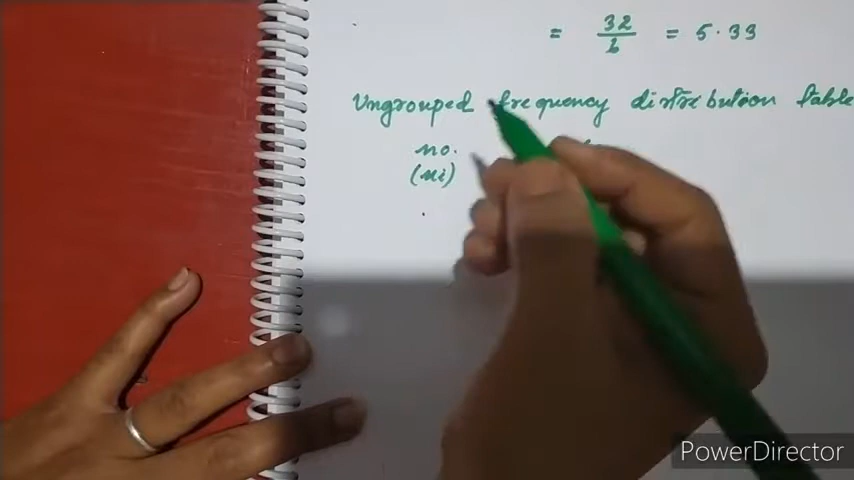 = 32/6 = 5.33
Ungrouped frequency distribution table
no.
(xi)
PowerDirector